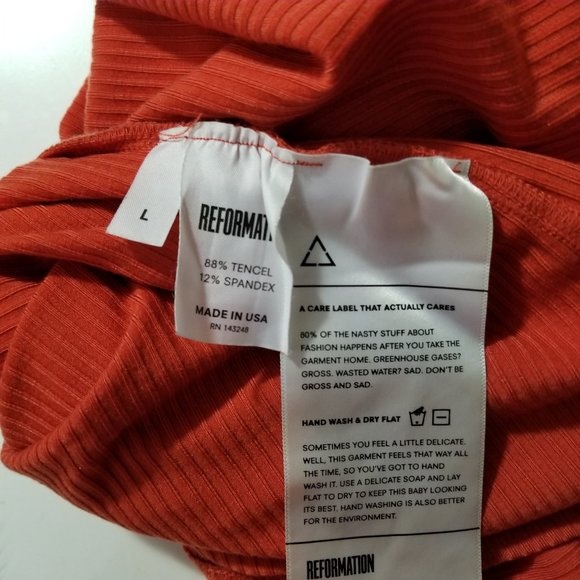 L
REFORMATI
88% TENCEL
12% SPANDEX
MADE IN USA
RN 143248
A CARE LABEL THAT ACTUALLY CARES
60% OF THE NASTY STUFF ABOUT
FASHION HAPPENS AFTER YOU TAKE THE
GARMENT HOME. GREENHOUSE GASES?
GROSS. WASTED WATER? SAD. DON'T BE
GROSS AND SAD.
HAND WASH & DRY FLAT
SOMETIMES YOU FEEL A LITTLE DELICATE.
WELL, THIS GARMENT FEELS THAT WAY ALL
THE TIME, SO YOU'VE GOT TO HAND
WASH IT. USE A DELICATE SOAP AND LAY
FLAT TO DRY TO KEEP THIS BABY LOOKING
ITS BEST. HAND WASHING IS ALSO BETTER
FOR THE ENVIRONMENT.
REFORMATION